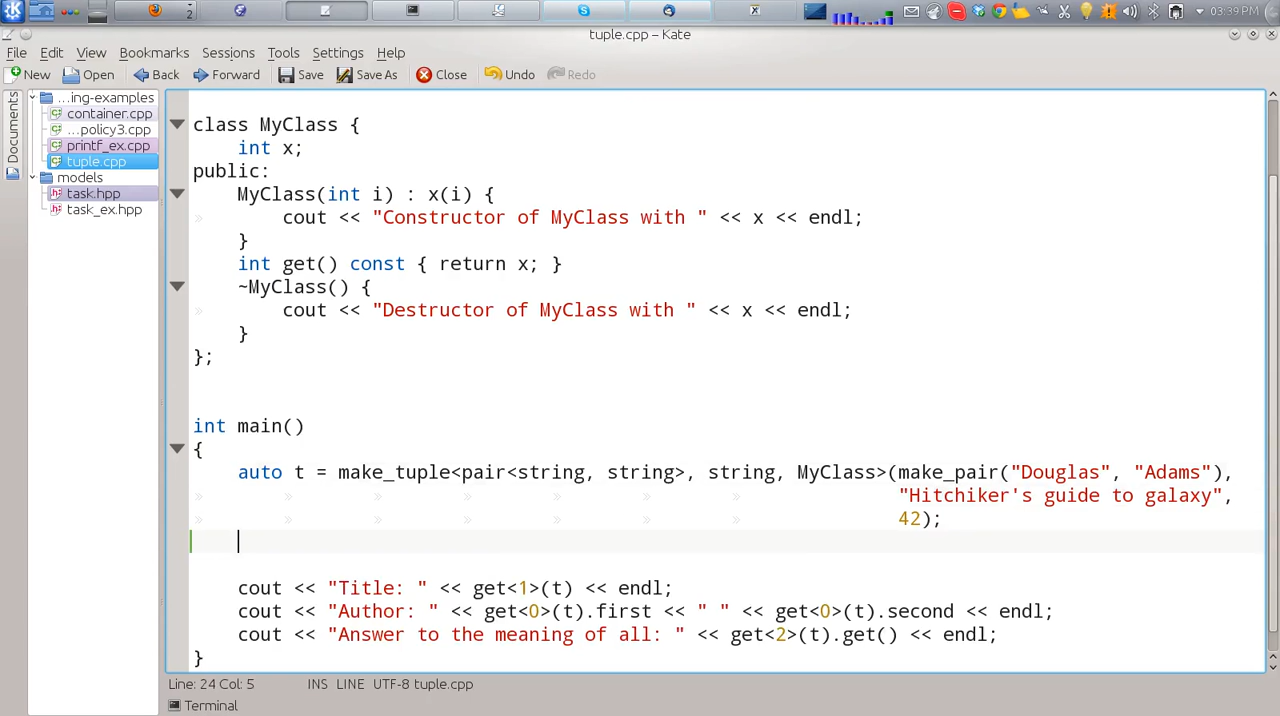 2
03:39 PM
tuple.cpp – Kate
File Edit View Bookmarks Sessions Tools Settings Help
New Open Back Forward Save Save As Close Undo Redo
Documents
...ing-examples
container.cpp
...policy3.cpp
printf_ex.cpp
tuple.cpp
models
task.hpp
task_ex.hpp
class MyClass {
int x;
public:
MyClass(int i) : x(i) {
cout << "Constructor of MyClass with " << x << endl;
}
int get() const { return x; }
~MyClass() {
cout << "Destructor of MyClass with " << x << endl;
}
};
int main()
{
auto t = make_tuple<pair<string, string>, string, MyClass>(make_pair("Douglas", "Adams"),
"Hitchiker's guide to galaxy",
42);
cout << "Title: " << get<1>(t) << endl;
cout << "Author: " << get<0>(t).first << " " << get<0>(t).second << endl;
cout << "Answer to the meaning of all: " << get<2>(t).get() << endl;
}
Line: 24 Col: 5 INS LINE UTF-8 tuple.cpp
Terminal